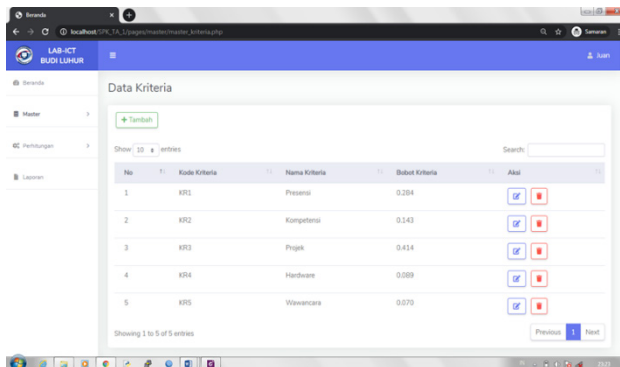 Beranda
localhost/SPK_TA_1/pages/master/master_kriteria.php
Samaran
LAB-ICT
BUDI LUHUR
Juan
Beranda
Master
Perhitungan
Laporan
Data Kriteria
+ Tambah
Show 10 entries
Search:
No Kode Kriteria Nama Kriteria Bobot Kriteria Aksi
1 KR1 Presensi 0.284
2 KR2 Kompetensi 0.143
3 KR3 Projek 0.414
4 KR4 Hardware 0.089
5 KR5 Wawancara 0.070
Showing 1 to 5 of 5 entries
Previous 1 Next